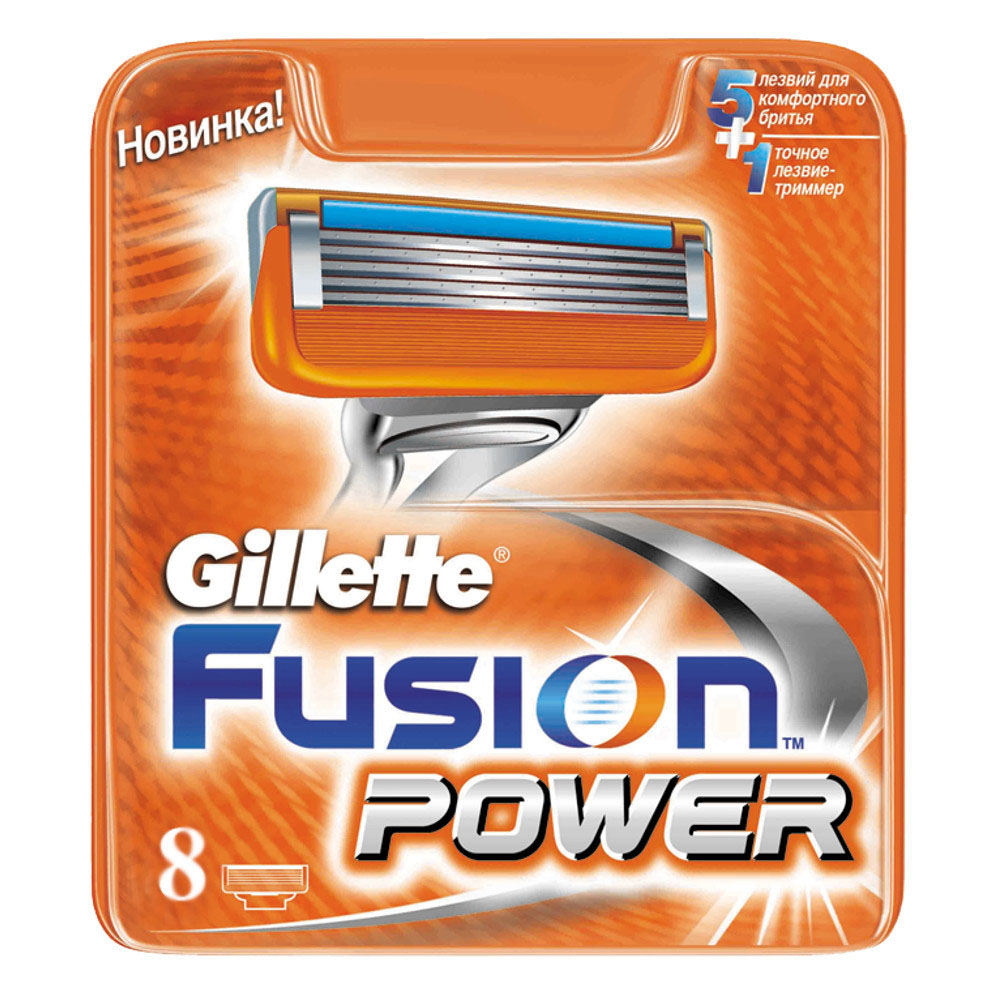 Новинка!
5 лезвий для
комфортного
бритья
+1 точное
лезвие-
триммер
Gillette®
Fusion™
POWER
8